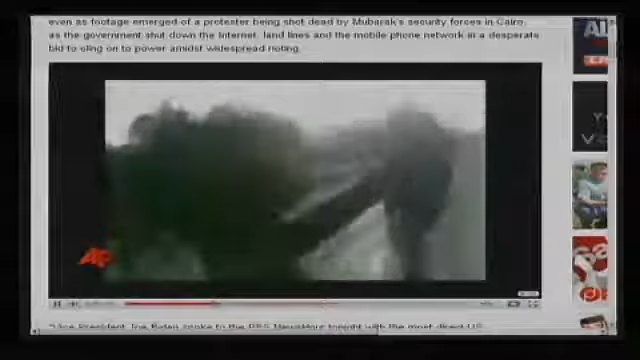 even as footage emerged of a protester being shot dead by Mubarak's security forces in Cairo,
as the government shut down the Internet, land lines and the mobile phone network in a desperate
bid to cling on to power amidst widespread rioting.
AP
Vice President Joe Biden spoke to the PBS NewsHour tonight with the most direct US